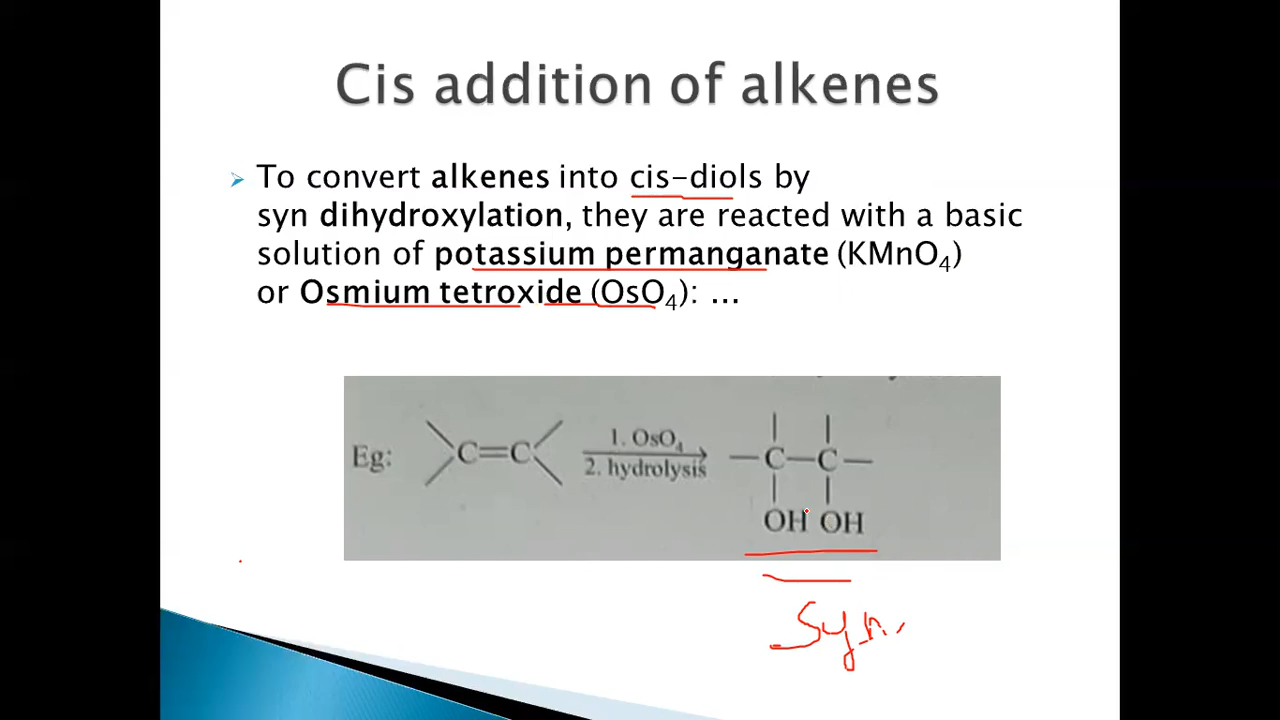 Cis addition of alkenes
To convert alkenes into cis-diols by
syn dihydroxylation, they are reacted with a basic
solution of potassium permanganate (KMnO₄)
or Osmium tetroxide (OsO₄): ...
Eg: C=C 1. OsO₄ —C—C—
2. hydrolysis
OH OH
Syn